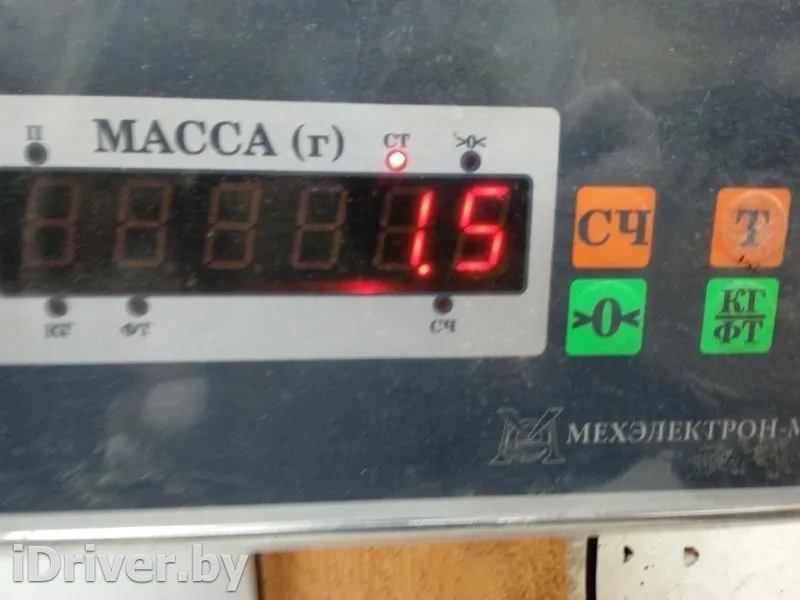 П МАССА (г) СТ >0<
1.5
КГ ФТ СЧ
СЧ Т
>0< КГ/ФТ
МЕХЭЛЕКТРОН-М
iDriver.by